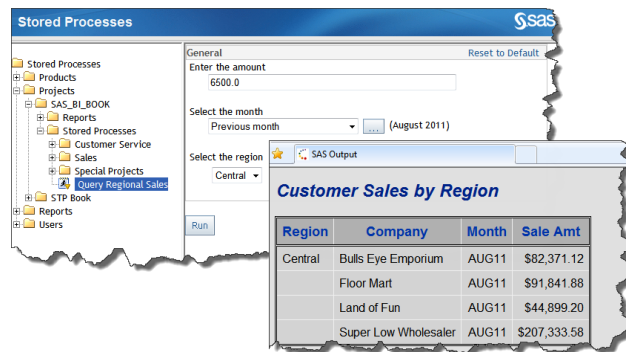 Stored Processes
sas
Stored Processes
Products
Projects
SAS_BI_BOOK
Reports
Stored Processes
Customer Service
Sales
Special Projects
Query Regional Sales
STP Book
Reports
Users
General Reset to Default
Enter the amount
6500.0
Select the month
Previous month ... (August 2011)
Select the region
Central
Run
SAS Output
Customer Sales by Region
Region Company Month Sale Amt
Central Bulls Eye Emporium AUG11 $82,371.12
Floor Mart AUG11 $91,841.88
Land of Fun AUG11 $44,899.20
Super Low Wholesaler AUG11 $207,333.58